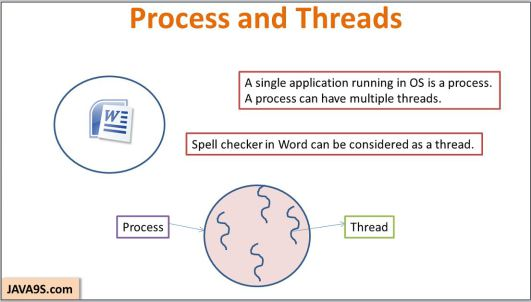 Process and Threads
A single application running in OS is a process.
A process can have multiple threads.
W
Spell checker in Word can be considered as a thread.
Process
Thread
JAVA9S.com